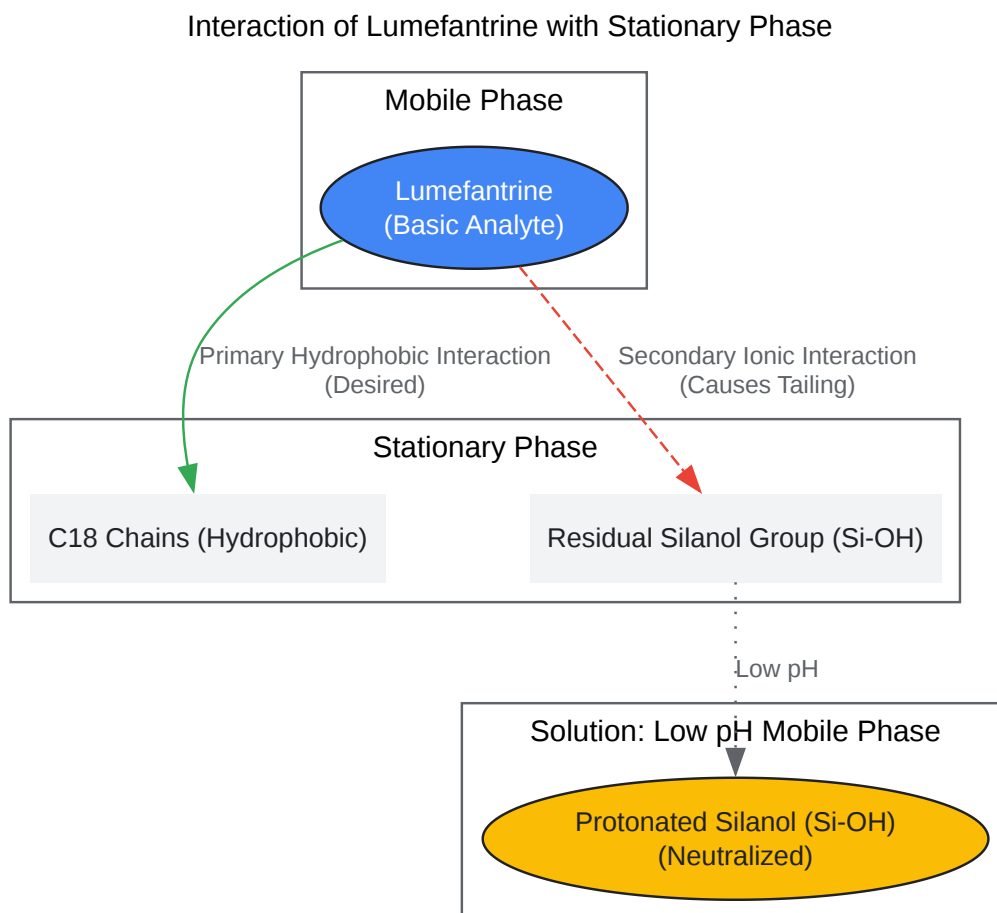 Interaction of Lumefantrine with Stationary Phase
Mobile Phase
Lumefantrine
(Basic Analyte)
Primary Hydrophobic Interaction
(Desired)
Secondary Ionic Interaction
(Causes Tailing)
Stationary Phase
C18 Chains (Hydrophobic)
Residual Silanol Group (Si-OH)
Low pH
Solution: Low pH Mobile Phase
Protonated Silanol (Si-OH)
(Neutralized)